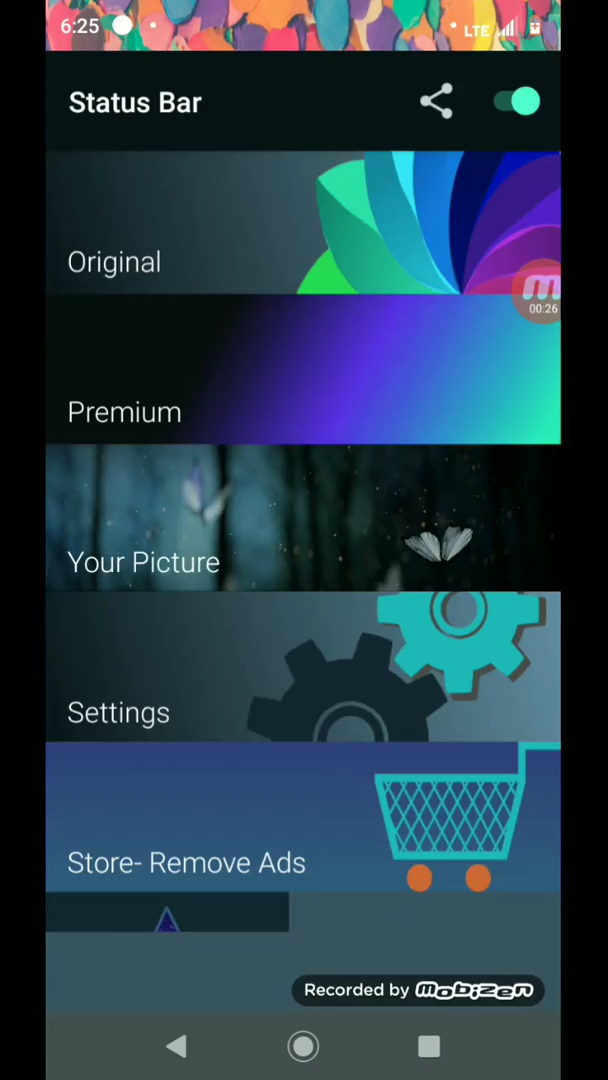 6:25
LTE
Status Bar
Original
00:26
Premium
Your Picture
Settings
Store- Remove Ads
Recorded by mobizen